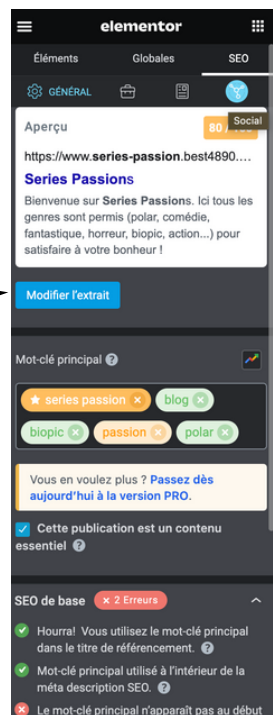 elementor
Éléments Globales SEO
GÉNÉRAL
Aperçu 80 / 100
Social
https://www.series-passion.best4890....
Series Passions
Bienvenue sur Series Passions. Ici tous les
genres sont permis (polar, comédie,
fantastique, horreur, biopic, action...) pour
satisfaire à votre bonheur !
Modifier l'extrait
Mot-clé principal ?
series passion × blog ×
biopic × passion × polar ×
Vous en voulez plus ? Passez dès
aujourd'hui à la version PRO.
Cette publication est un contenu
essentiel ?
SEO de base × 2 Erreurs
Hourra! Vous utilisez le mot-clé principal
dans le titre de référencement. ?
Mot-clé principal utilisé à l'intérieur de la
méta description SEO. ?
Le mot-clé principal n'apparaît pas au début